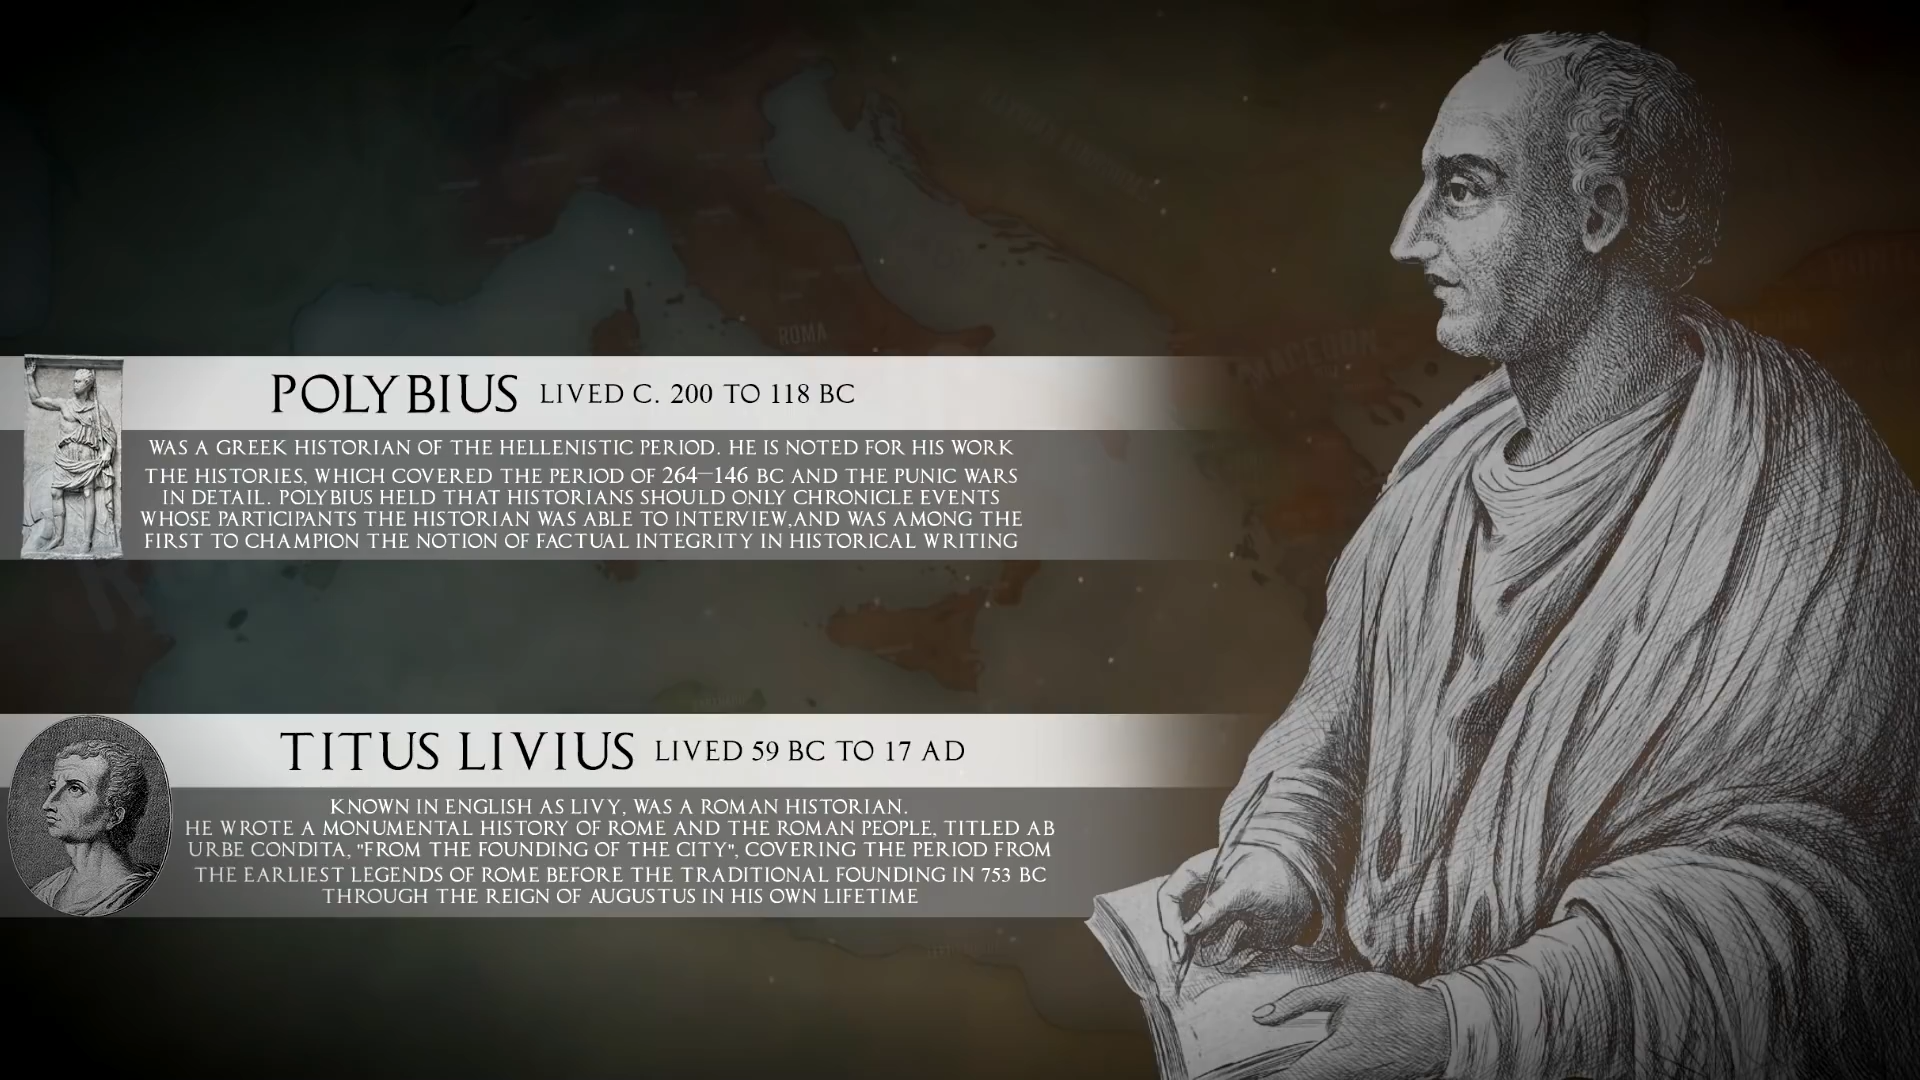 ROMA
MACEDON
POLYBIUS LIVED C. 200 TO 118 BC
WAS A GREEK HISTORIAN OF THE HELLENISTIC PERIOD. HE IS NOTED FOR HIS WORK
THE HISTORIES, WHICH COVERED THE PERIOD OF 264–146 BC AND THE PUNIC WARS
IN DETAIL. POLYBIUS HELD THAT HISTORIANS SHOULD ONLY CHRONICLE EVENTS
WHOSE PARTICIPANTS THE HISTORIAN WAS ABLE TO INTERVIEW,AND WAS AMONG THE
FIRST TO CHAMPION THE NOTION OF FACTUAL INTEGRITY IN HISTORICAL WRITING
TITUS LIVIUS LIVED 59 BC TO 17 AD
KNOWN IN ENGLISH AS LIVY, WAS A ROMAN HISTORIAN.
HE WROTE A MONUMENTAL HISTORY OF ROME AND THE ROMAN PEOPLE, TITLED AB
URBE CONDITA, "FROM THE FOUNDING OF THE CITY", COVERING THE PERIOD FROM
THE EARLIEST LEGENDS OF ROME BEFORE THE TRADITIONAL FOUNDING IN 753 BC
THROUGH THE REIGN OF AUGUSTUS IN HIS OWN LIFETIME